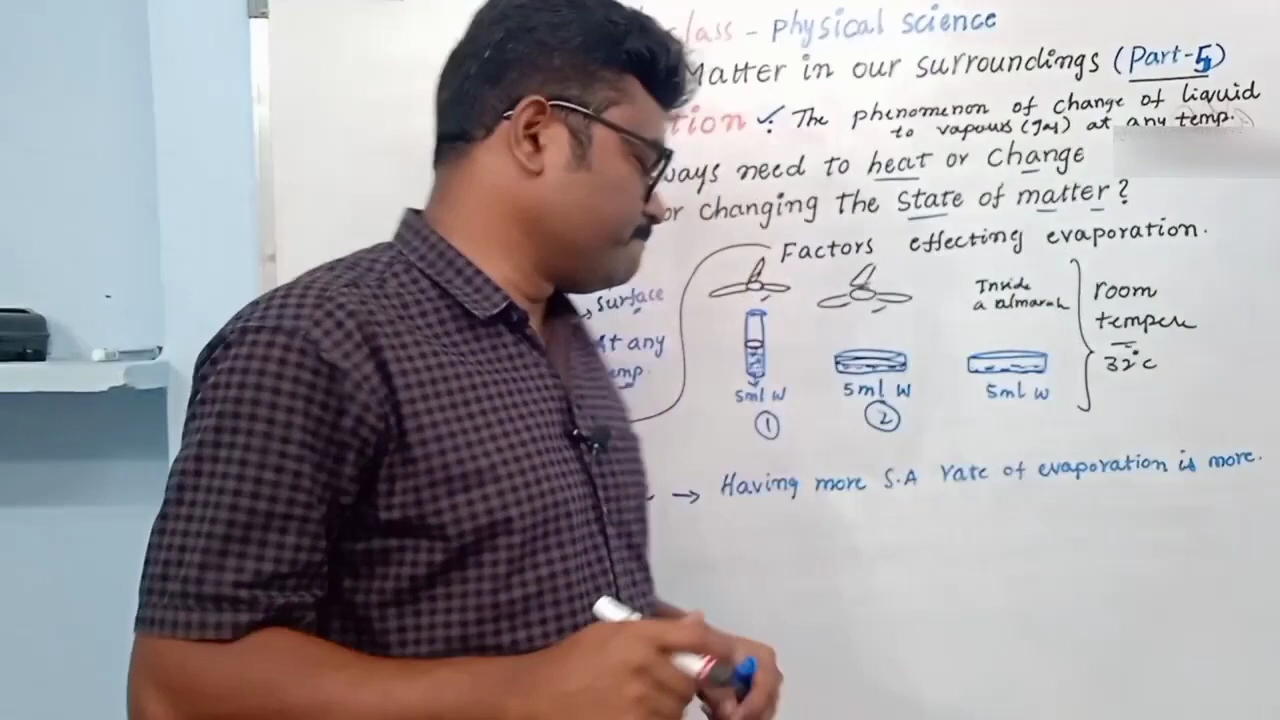 class - Physical science
Matter in our surroundings (Part-5)
tion ✓: The phenomenon of change of liquid
to vapours (gas) at any temp.
ways need to heat or change
or changing the state of matter?
Factors effecting evaporation.
→ surface
At any
temp.
Inside
a almarah
room
tempere
32°C
5ml W
5ml W
5ml W
①
②
→ Having more S.A rate of evaporation is more.